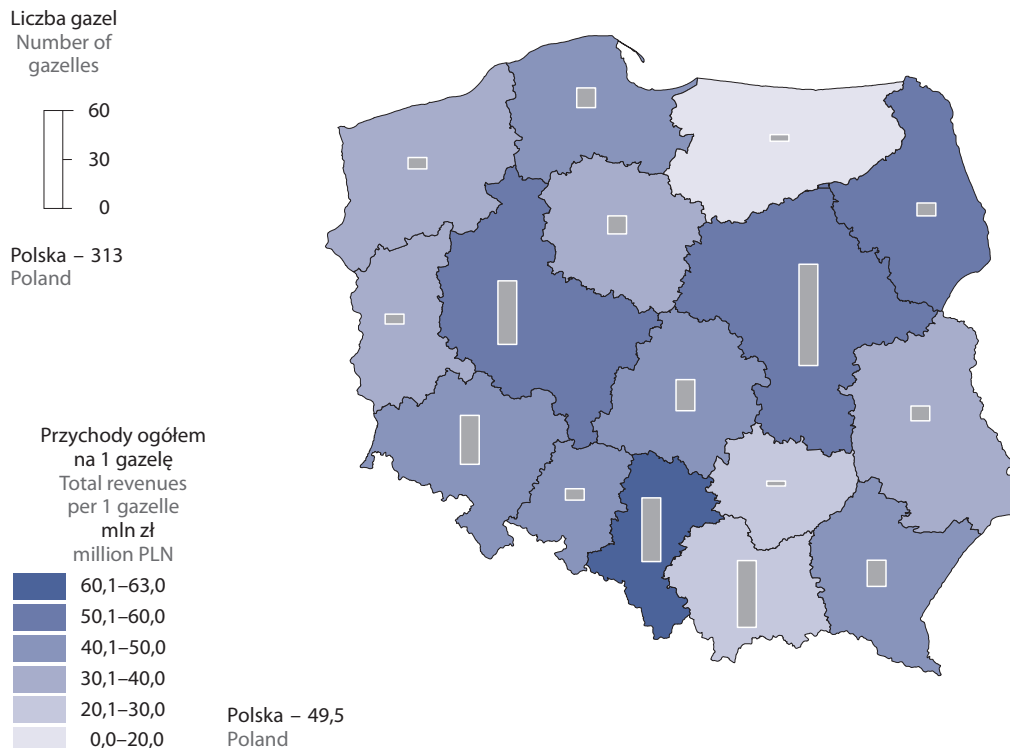 Liczba gazel
Number of
gazelles
60
30
0
Polska – 313
Poland
Przychody ogółem
na 1 gazelę
Total revenues
per 1 gazelle
mln zł
million PLN
60,1–63,0
50,1–60,0
40,1–50,0
30,1–40,0
20,1–30,0
0,0–20,0
Polska – 49,5
Poland